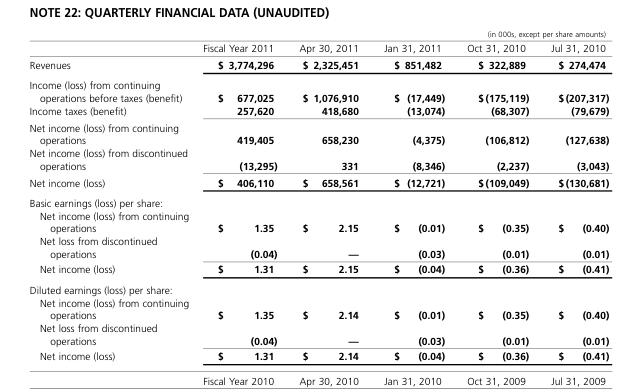 NOTE 22: QUARTERLY FINANCIAL DATA (UNAUDITED)
(in 000s, except per share amounts)
Fiscal Year 2011 Apr 30, 2011 Jan 31, 2011 Oct 31, 2010 Jul 31, 2010
Revenues $ 3,774,296 $ 2,325,451 $ 851,482 $ 322,889 $ 274,474
Income (loss) from continuing
operations before taxes (benefit) $ 677,025 $ 1,076,910 $ (17,449) $ (175,119) $ (207,317)
Income taxes (benefit) 257,620 418,680 (13,074) (68,307) (79,679)
Net income (loss) from continuing
operations 419,405 658,230 (4,375) (106,812) (127,638)
Net income (loss) from discontinued
operations (13,295) 331 (8,346) (2,237) (3,043)
Net income (loss) $ 406,110 $ 658,561 $ (12,721) $ (109,049) $ (130,681)
Basic earnings (loss) per share:
Net income (loss) from continuing
operations $ 1.35 $ 2.15 $ (0.01) $ (0.35) $ (0.40)
Net loss from discontinued
operations (0.04) — (0.03) (0.01) (0.01)
Net income (loss) $ 1.31 $ 2.15 $ (0.04) $ (0.36) $ (0.41)
Diluted earnings (loss) per share:
Net income (loss) from continuing
operations $ 1.35 $ 2.14 $ (0.01) $ (0.35) $ (0.40)
Net loss from discontinued
operations (0.04) — (0.03) (0.01) (0.01)
Net income (loss) $ 1.31 $ 2.14 $ (0.04) $ (0.36) $ (0.41)
Fiscal Year 2010 Apr 30, 2010 Jan 31, 2010 Oct 31, 2009 Jul 31, 2009